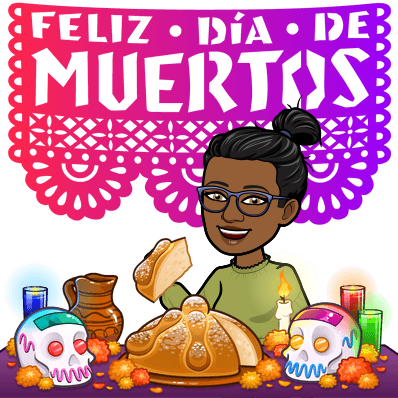 FELIZ • DÍA • DE
MUERTOS